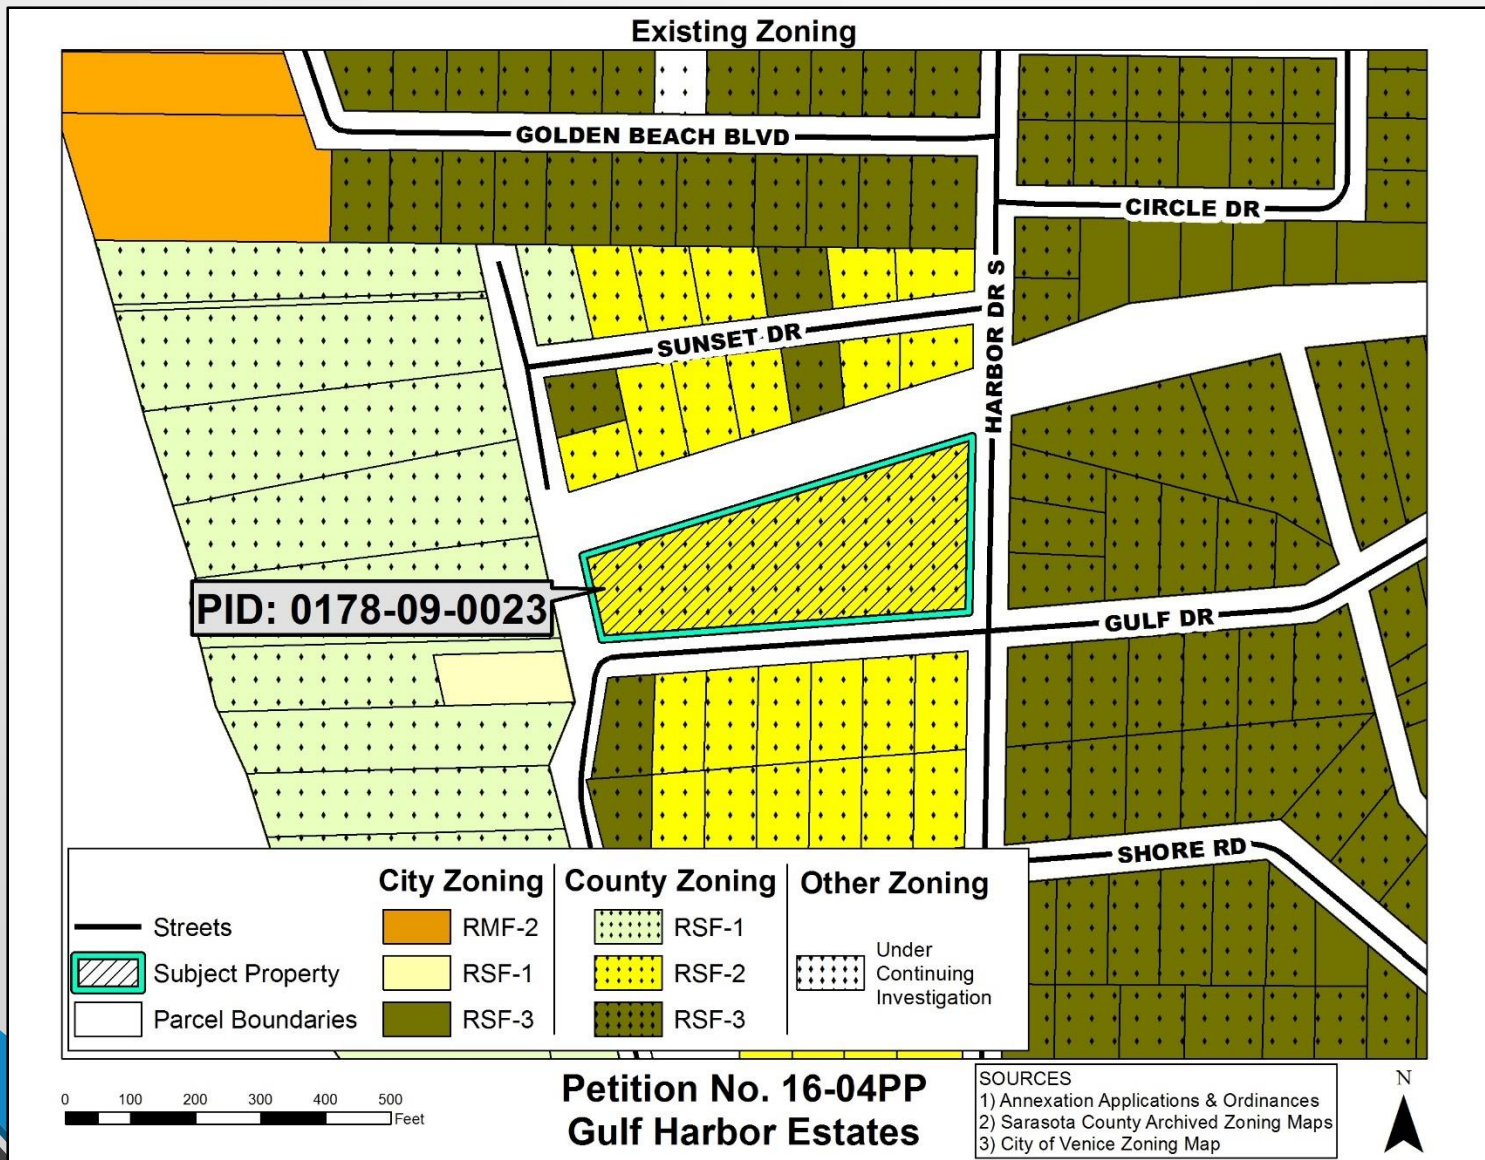 Existing Zoning
GOLDEN BEACH BLVD
CIRCLE DR
HARBOR DR S
SUNSET DR
PID: 0178-09-0023
GULF DR
SHORE RD
City Zoning
County Zoning
Other Zoning
Streets
Subject Property
Parcel Boundaries
RMF-2
RSF-1
RSF-3
RSF-1
RSF-2
RSF-3
Under
Continuing
Investigation
0 100 200 300 400 500
Feet
Petition No. 16-04PP
Gulf Harbor Estates
SOURCES
1) Annexation Applications & Ordinances
2) Sarasota County Archived Zoning Maps
3) City of Venice Zoning Map
N